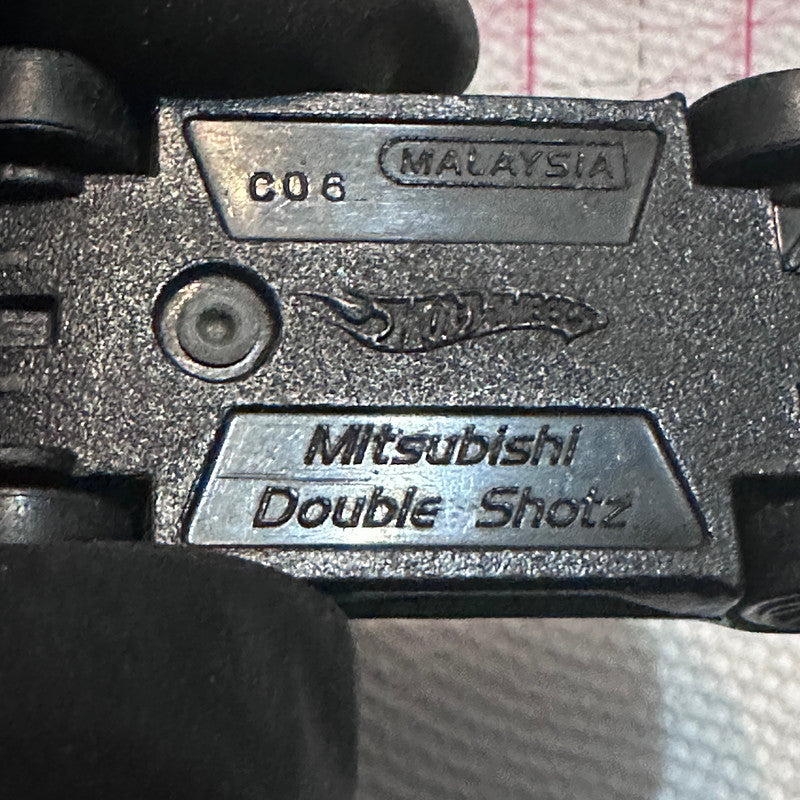 MALAYSIA
C06
HOT WHEELS
Mitsubishi
Double Shotz